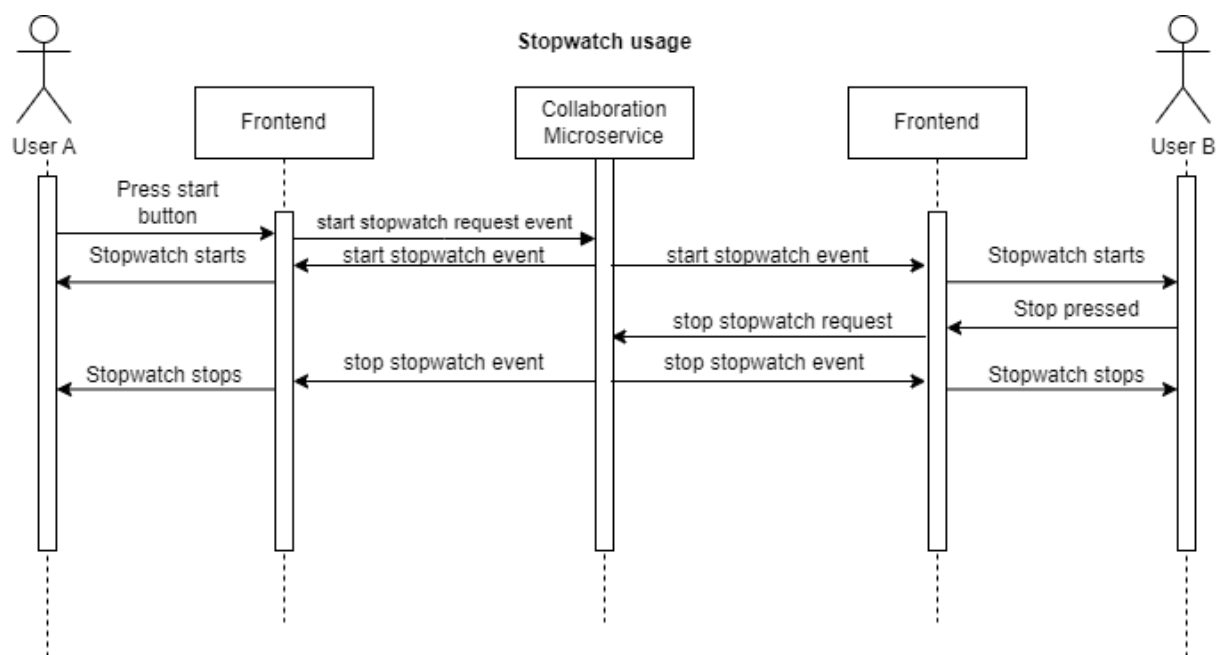 Stopwatch usage
User A
Frontend
Collaboration
Microservice
Frontend
User B
Press start
button
start stopwatch request event
Stopwatch starts
start stopwatch event
start stopwatch event
Stopwatch starts
Stop pressed
stop stopwatch request
stop stopwatch event
stop stopwatch event
Stopwatch stops
Stopwatch stops